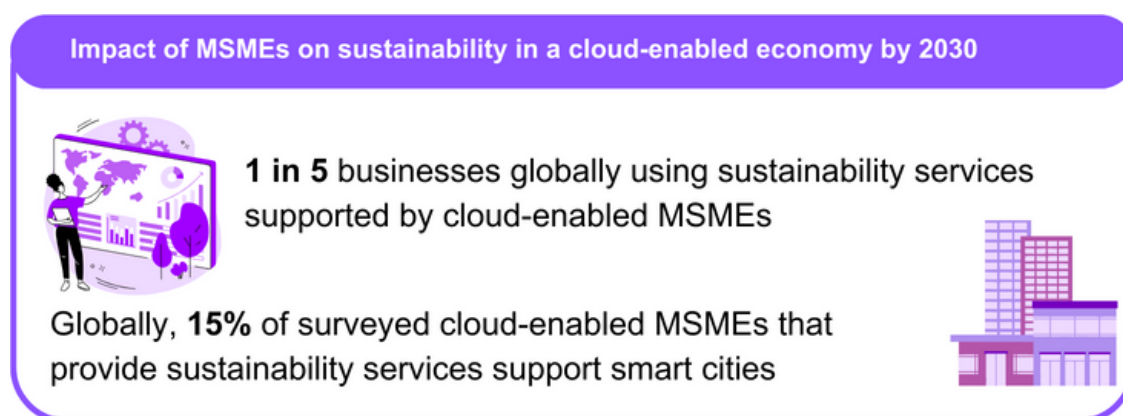 Impact of MSMEs on sustainability in a cloud-enabled economy by 2030
1 in 5 businesses globally using sustainability services
supported by cloud-enabled MSMEs
Globally, 15% of surveyed cloud-enabled MSMEs that
provide sustainability services support smart cities